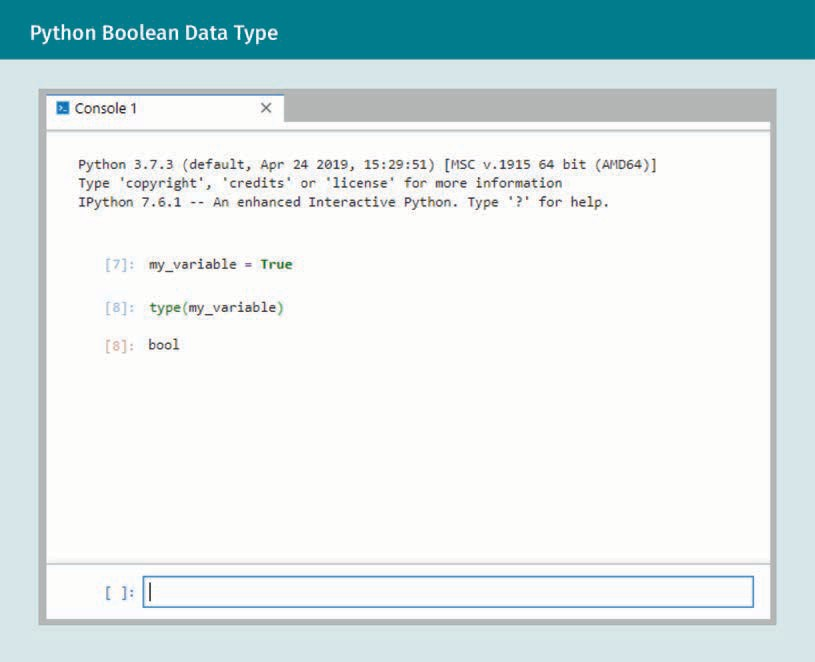 Python Boolean Data Type
Console 1
Python 3.7.3 (default, Apr 24 2019, 15:29:51) [MSC v.1915 64 bit (AMD64)]
Type 'copyright', 'credits' or 'license' for more information
IPython 7.6.1 -- An enhanced Interactive Python. Type '?' for help.
[7]: my_variable = True
[8]: type(my_variable)
[8]: bool
[ ]: